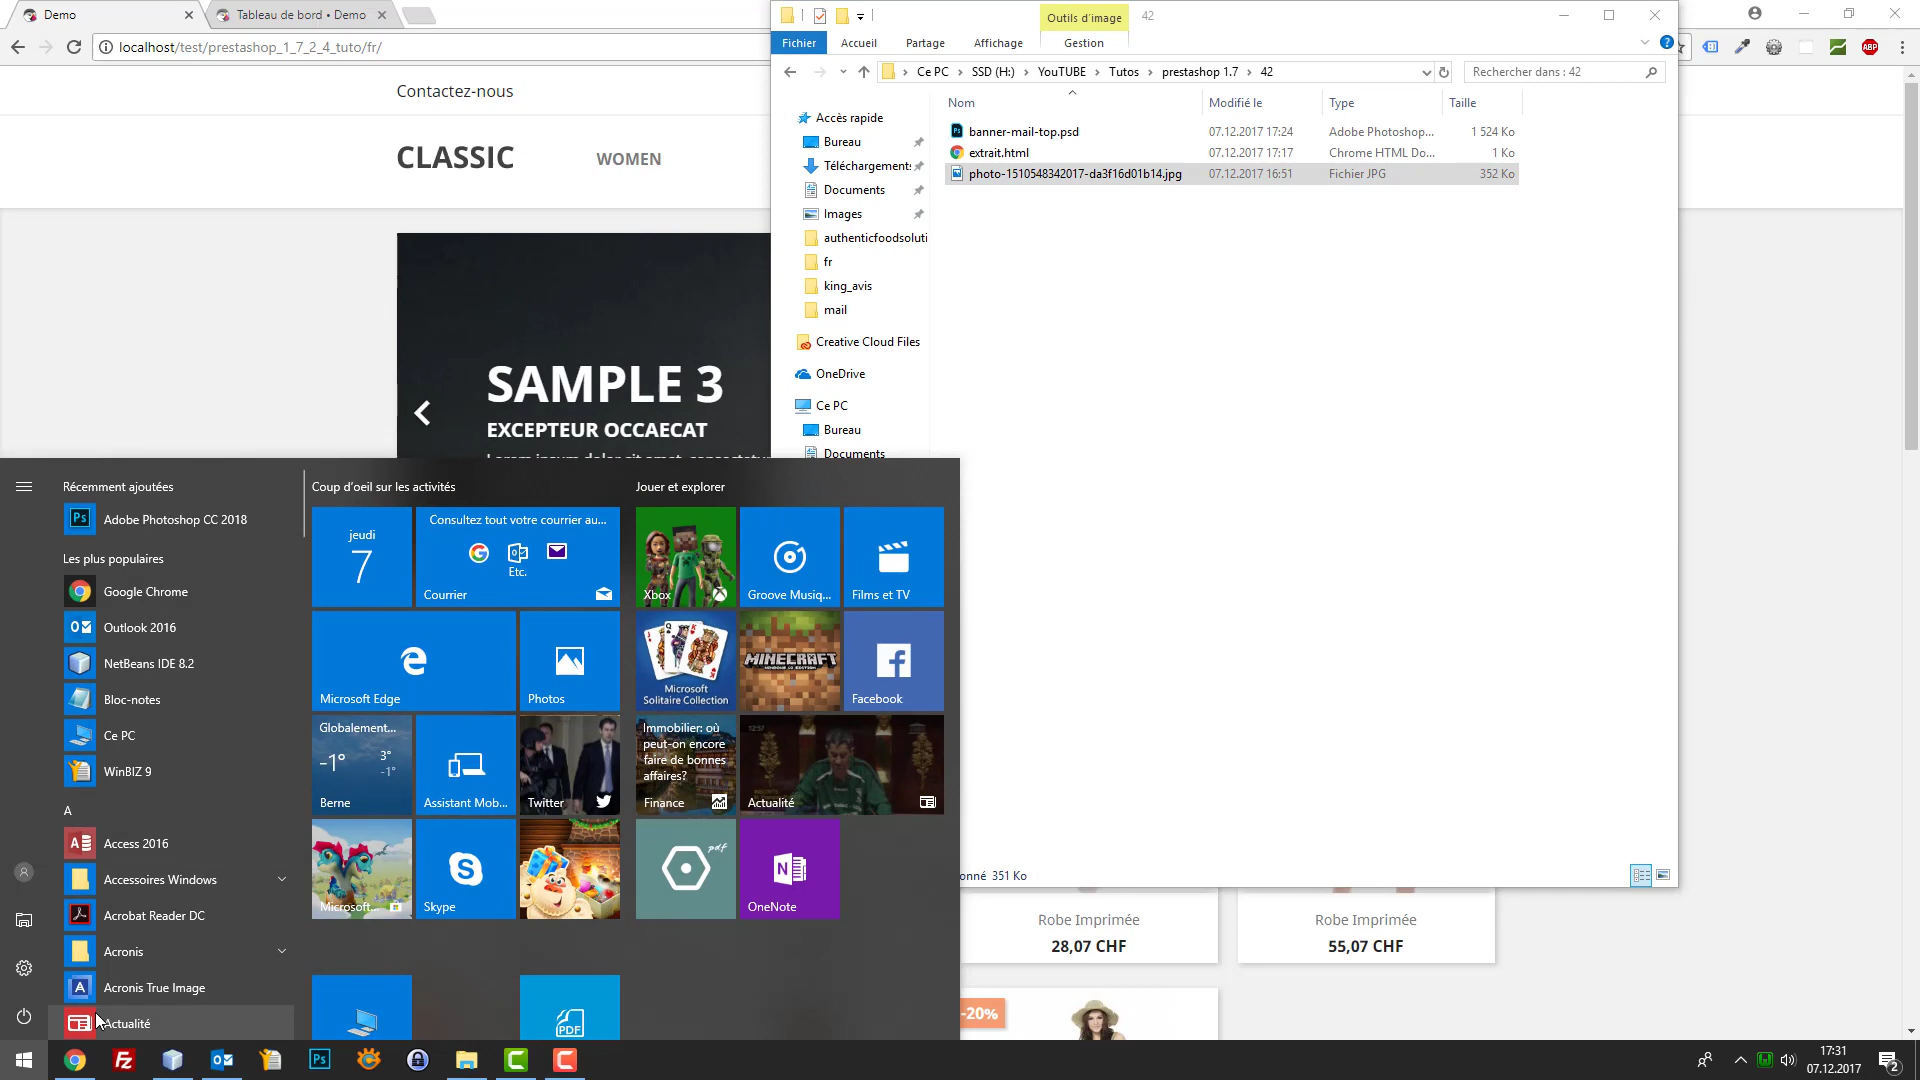 Demo
Tableau de bord • Demo
localhost/test/prestashop_1_7_2_4_tuto/fr/
ABP
Contactez-nous
CLASSIC
WOMEN
SAMPLE 3
EXCEPTEUR OCCAECAT
Outils d'image
42
Fichier
Accueil
Partage
Affichage
Gestion
Ce PC
SSD (H:)
YouTUBE
Tutos
prestashop 1.7
42
Rechercher dans : 42
Nom
Modifié le
Type
Taille
banner-mail-top.psd
07.12.2017 17:24
Adobe Photoshop...
1 524 Ko
extrait.html
07.12.2017 17:17
Chrome HTML Do...
1 Ko
photo-1510548342017-da3f16d01b14.jpg
07.12.2017 16:51
Fichier JPG
352 Ko
Accès rapide
Bureau
Téléchargements
Documents
Images
authenticfoodsoluti
fr
king_avis
mail
Creative Cloud Files
OneDrive
Ce PC
Bureau
Documents
onné 351 Ko
Récemment ajoutées
Adobe Photoshop CC 2018
Les plus populaires
Google Chrome
Outlook 2016
NetBeans IDE 8.2
Bloc-notes
Ce PC
WinBIZ 9
A
Access 2016
Accessoires Windows
Acrobat Reader DC
Acronis
Acronis True Image
Actualité
Coup d'oeil sur les activités
jeudi
7
Consultez tout votre courrier au...
Etc.
Courrier
Microsoft Edge
Photos
Globalement...
-1°
3°
-1°
Berne
Assistant Mob...
Twitter
Microsoft...
Skype
PDF
Jouer et explorer
Xbox
Groove Musiq...
Films et TV
Microsoft
Solitaire Collection
MINECRAFT
Facebook
Immobilier: où
peut-on encore
faire de bonnes
affaires?
Finance
Actualité
pdf
OneNote
Robe Imprimée
28,07 CHF
Robe Imprimée
55,07 CHF
-20%
17:31
07.12.2017
2